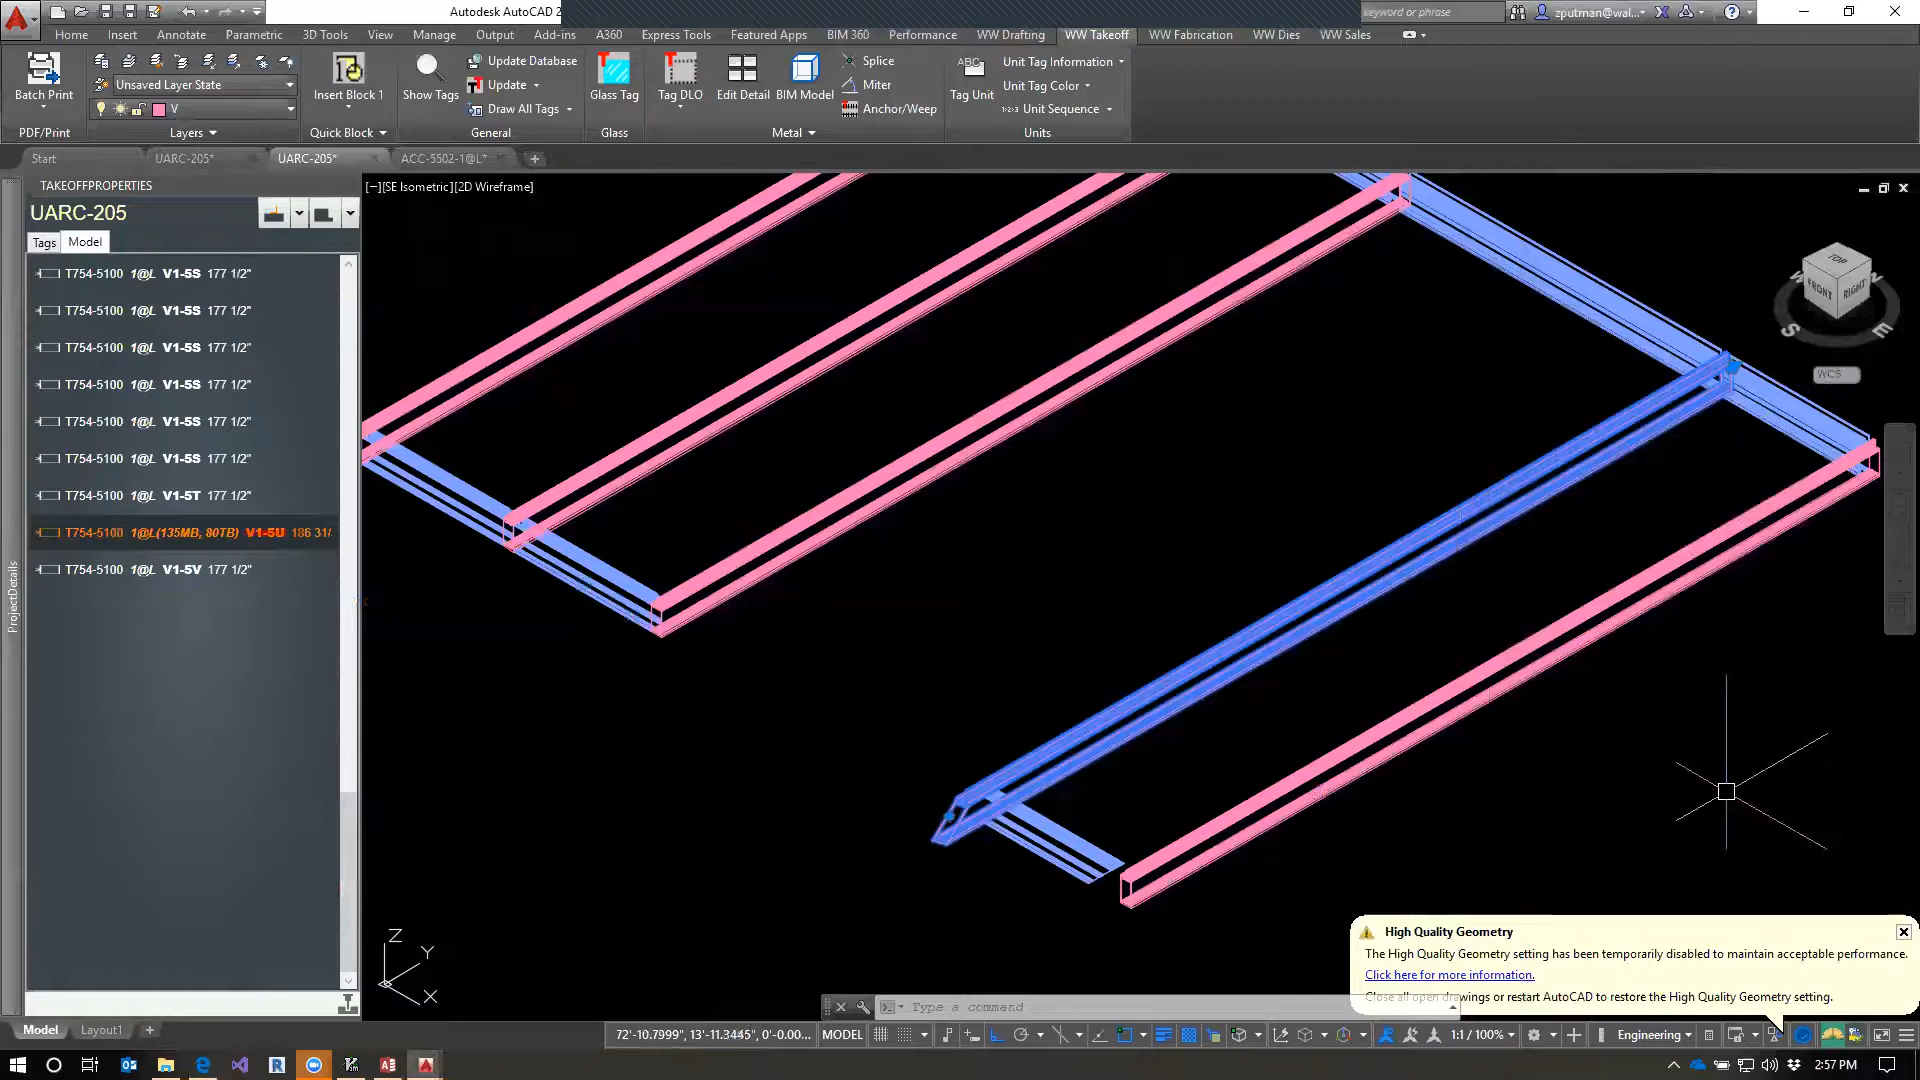 Autodesk AutoCAD 2
keyword or phrase
zputman@wal...
Home Insert Annotate Parametric 3D Tools View Manage Output Add-ins A360 Express Tools Featured Apps BIM 360 Performance WW Drafting WW Takeoff WW Fabrication WW Dies WW Sales
Batch Print
Unsaved Layer State
V
Insert Block 1
Show Tags
Update Database
Update
Draw All Tags
Glass Tag
Tag DLO
Edit Detail
BIM Model
Splice
Miter
Anchor/Weep
ABC
Tag Unit
Unit Tag Information
Unit Tag Color
Unit Sequence
PDF/Print Layers Quick Block General Glass Metal Units
Start UARC-205* UARC-205* ACC-5502-1@L*
TAKEOFFPROPERTIES
UARC-205
Tags Model
T754-5100 1@L V1-5S 177 1/2"
T754-5100 1@L V1-5S 177 1/2"
T754-5100 1@L V1-5S 177 1/2"
T754-5100 1@L V1-5S 177 1/2"
T754-5100 1@L V1-5S 177 1/2"
T754-5100 1@L V1-5S 177 1/2"
T754-5100 1@L V1-5T 177 1/2"
T754-5100 1@L(135MB, 80TB) V1-5U 186 31/
T754-5100 1@L V1-5V 177 1/2"
ProjectDetails
[−][SE Isometric][2D Wireframe]
TOP
FRONT
RIGHT
W
N
S
E
WCS
Z
Y
X
High Quality Geometry
The High Quality Geometry setting has been temporarily disabled to maintain acceptable performance.
Click here for more information.
Close all open drawings or restart AutoCAD to restore the High Quality Geometry setting.
Type a command
Model Layout1
72'-10.7999", 13'-11.3445", 0'-0.00...
MODEL
1:1 / 100%
Engineering
2:57 PM